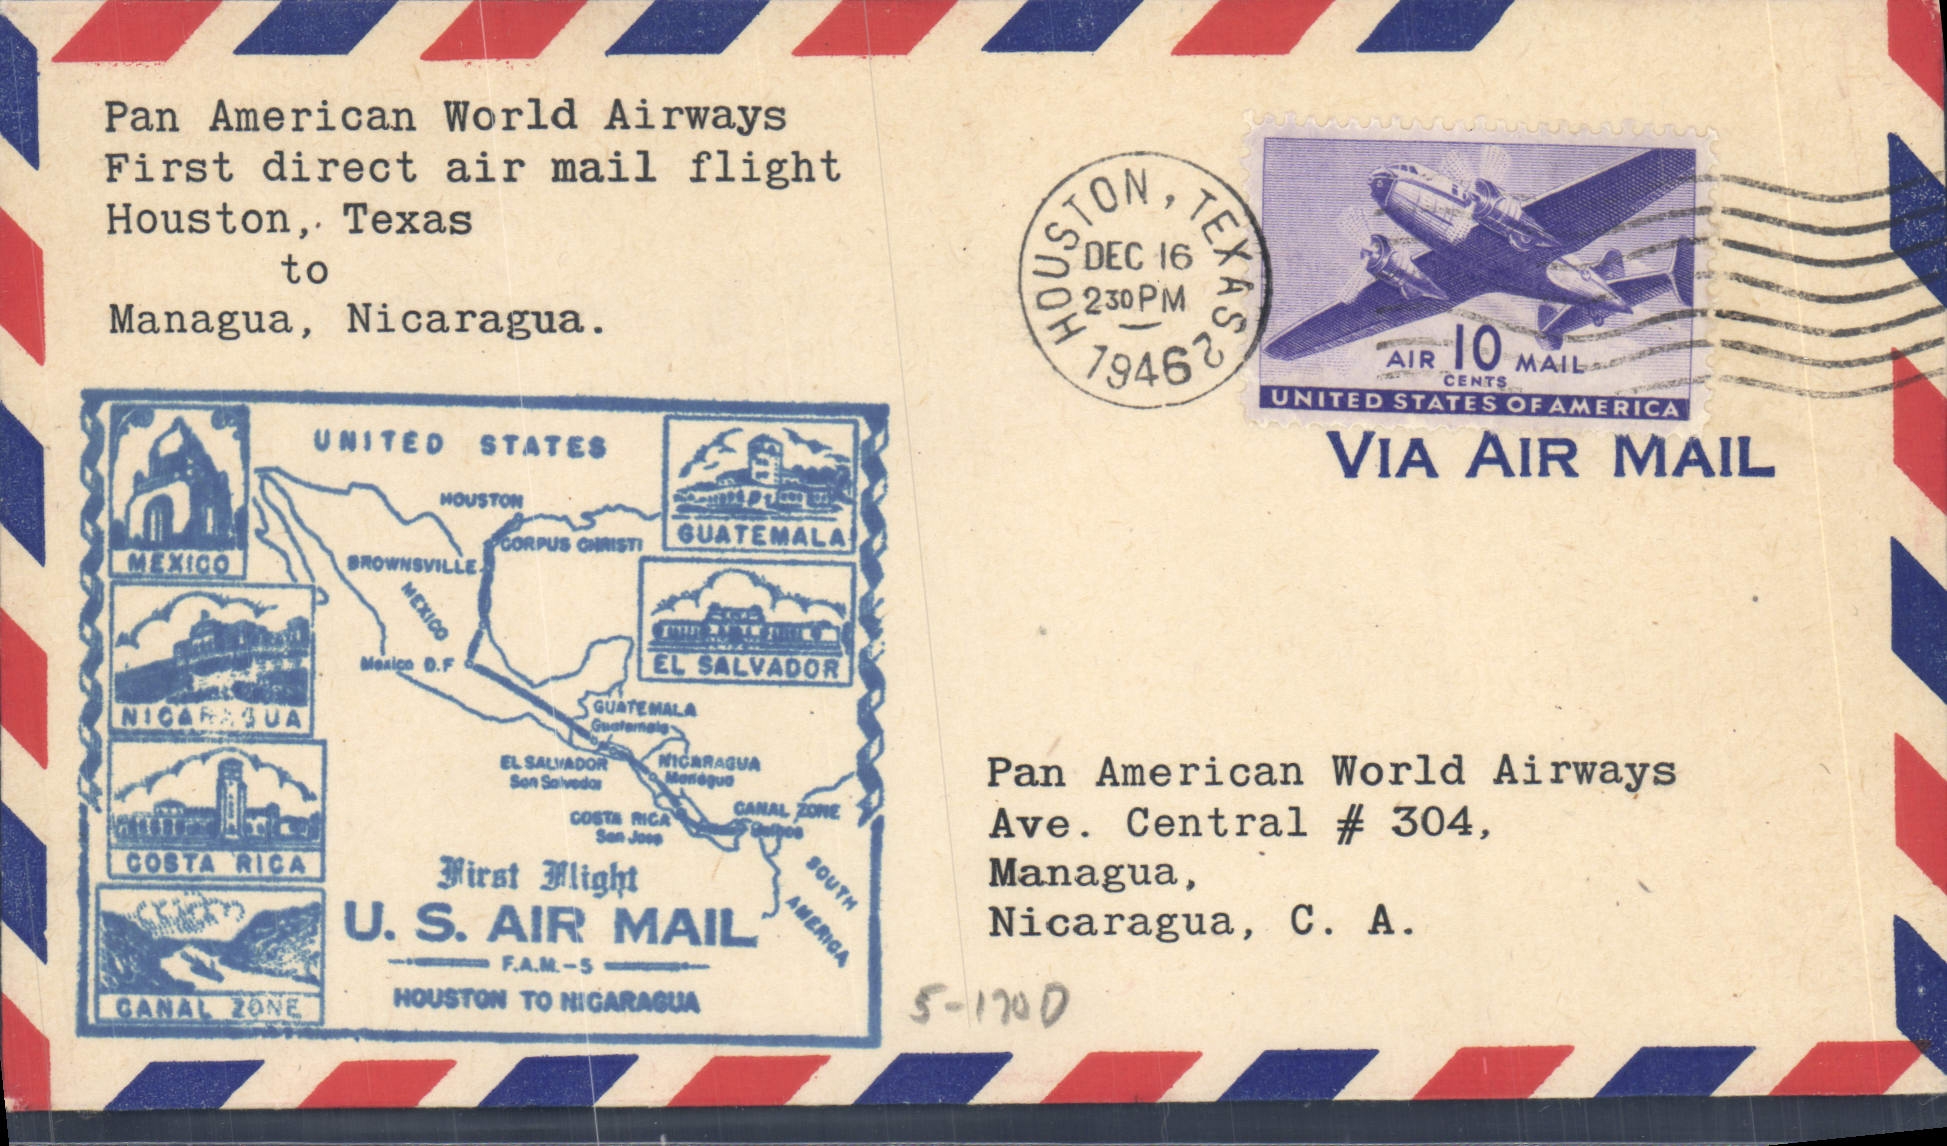 Pan American World Airways
First direct air mail flight
Houston, Texas
to
Managua, Nicaragua.
HOUSTON, TEXAS 2
DEC 16
230PM
1946
AIR 10 MAIL
CENTS
UNITED STATES OF AMERICA
VIA AIR MAIL
UNITED STATES
MEXICO
HOUSTON
GUATEMALA
CORPUS CHRISTI
BROWNSVILLE
MEXICO
Mexico D.F
EL SALVADOR
NICARAGUA
GUATEMALA
Guatemala
EL SALVADOR
San Salvador
NICARAGUA
Managua
COSTA RICA
San Jose
CANAL ZONE
Balboa
COSTA RICA
SOUTH
AMERICA
First Flight
U. S. AIR MAIL
F.A.M.-5
HOUSTON TO NICARAGUA
CANAL ZONE
Pan American World Airways
Ave. Central # 304,
Managua,
Nicaragua, C. A.
5-170D